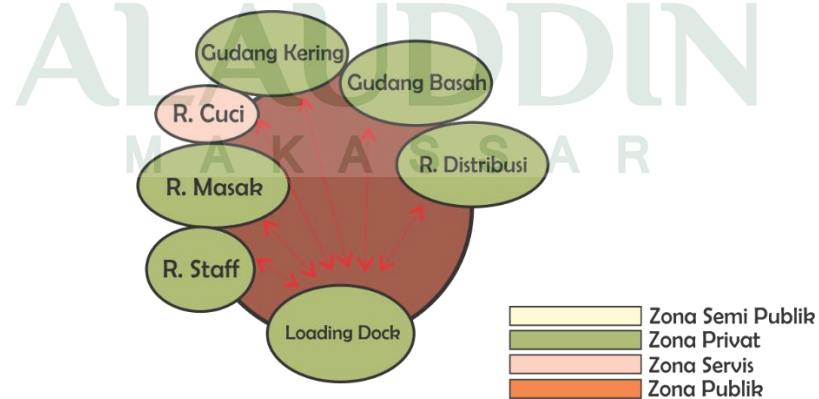 ALAUDDIN
MAKASSAR
Gudang Kering
Gudang Basah
R. Cuci
R. Distribusi
R. Masak
R. Staff
Loading Dock
Zona Semi Publik
Zona Privat
Zona Servis
Zona Publik